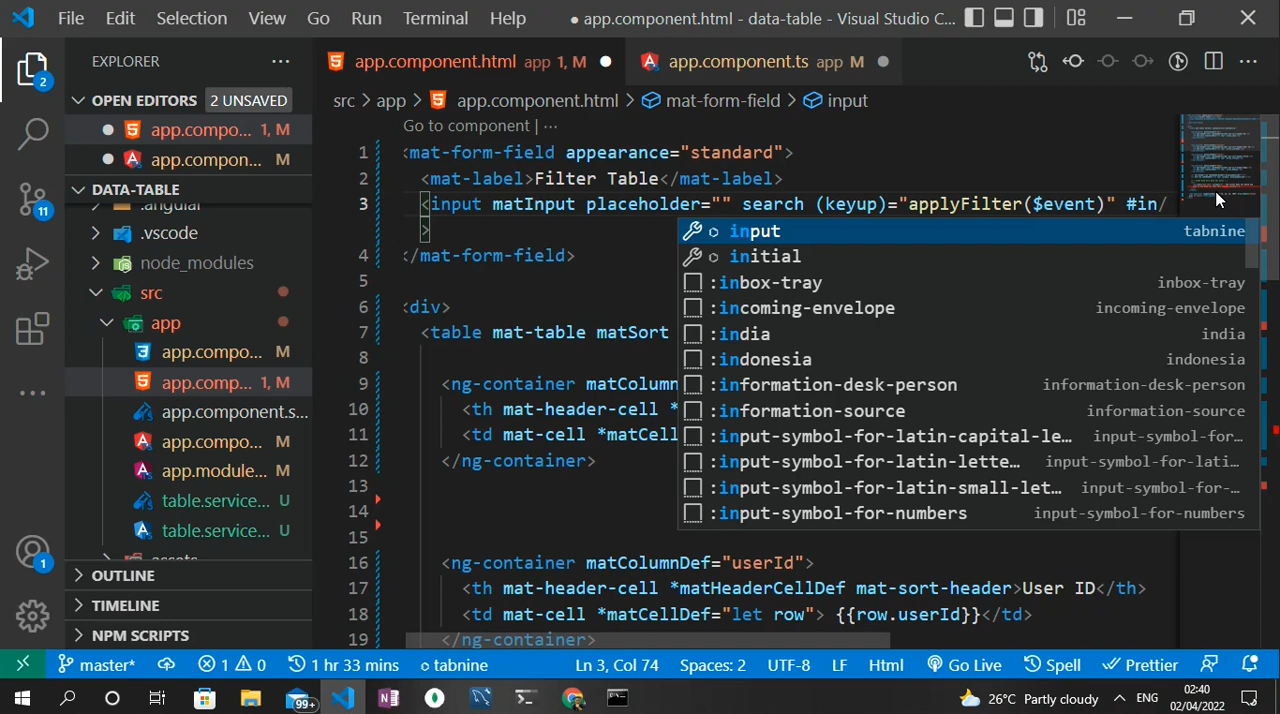 File Edit Selection View Go Run Terminal Help
● app.component.html - data-table - Visual Studio C...
EXPLORER
OPEN EDITORS 2 UNSAVED
app.compo... 1, M
app.compon... M
DATA-TABLE
.angular
.vscode
node_modules
src
app
app.compo... M
app.comp... 1, M
app.component.s...
app.compo... M
app.module... M
table.service... U
table.service... U
assets
OUTLINE
TIMELINE
NPM SCRIPTS
2
11
1
app.component.html app 1, M
app.component.ts app M
src > app > app.component.html > mat-form-field > input
Go to component | ...
1 <mat-form-field appearance="standard">
2 <mat-label>Filter Table</mat-label>
3 <input matInput placeholder="" search (keyup)="applyFilter($event)" #in/
>
4 </mat-form-field>
5
6 <div>
7 <table mat-table matSort
8
9 <ng-container matColumn
10 <th mat-header-cell *
11 <td mat-cell *matCell
12 </ng-container>
13
14
15
16 <ng-container matColumnDef="userId">
17 <th mat-header-cell *matHeaderCellDef mat-sort-header>User ID</th>
18 <td mat-cell *matCellDef="let row"> {{row.userId}}</td>
19 </ng-container>
input tabnine
initial
:inbox-tray inbox-tray
:incoming-envelope incoming-envelope
:india india
:indonesia indonesia
:information-desk-person information-desk-person
:information-source information-source
:input-symbol-for-latin-capital-le... input-symbol-for...
:input-symbol-for-latin-lette... input-symbol-for-lati...
:input-symbol-for-latin-small-let... input-symbol-for-...
:input-symbol-for-numbers input-symbol-for-numbers
master* 1 0 1 hr 33 mins tabnine Ln 3, Col 74 Spaces: 2 UTF-8 LF Html Go Live Spell Prettier
99+ 26°C Partly cloudy ENG 02:40
02/04/2022